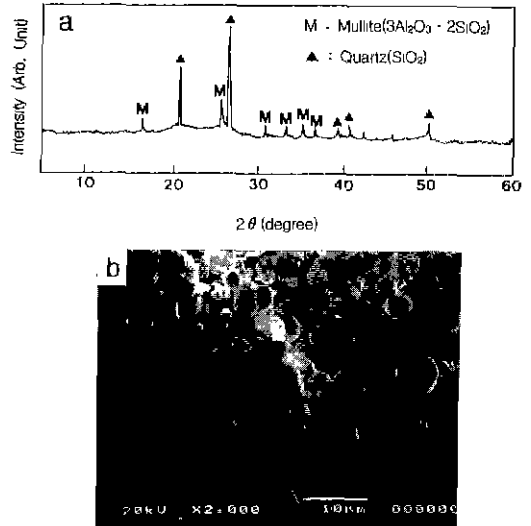 a
M - Mullite(3Al₂O₃ - 2SiO₂)
▲ : Quartz(SiO₂)
Intensity (Arb. Unit)
M
M
M
M
M
M
10 20 30 40 50 60
2θ (degree)
b
20kV X2,000 10μm